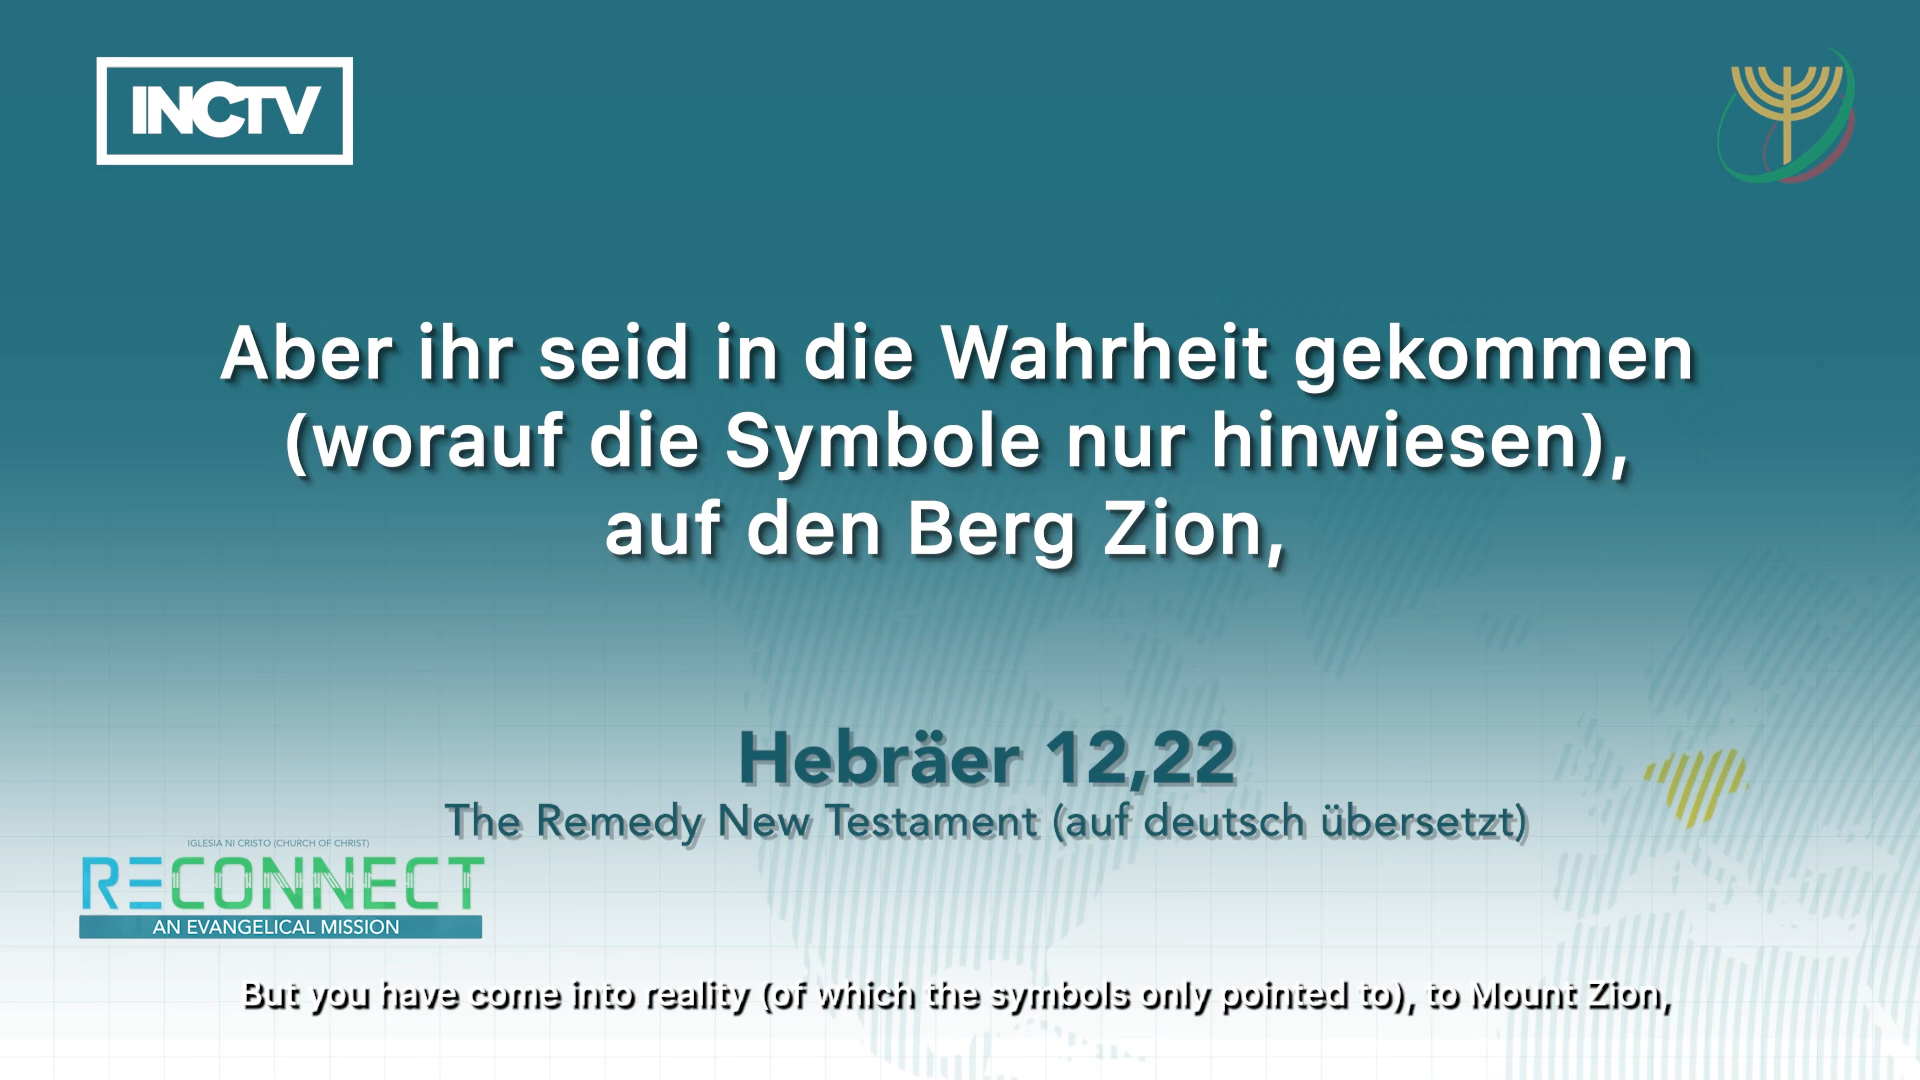 INCTV
Aber ihr seid in die Wahrheit gekommen
(worauf die Symbole nur hinwiesen),
auf den Berg Zion,
Hebräer 12,22
The Remedy New Testament (auf deutsch übersetzt)
IGLESIA NI CRISTO (CHURCH OF CHRIST)
RECONNECT
AN EVANGELICAL MISSION
But you have come into reality (of which the symbols only pointed to), to Mount Zion,